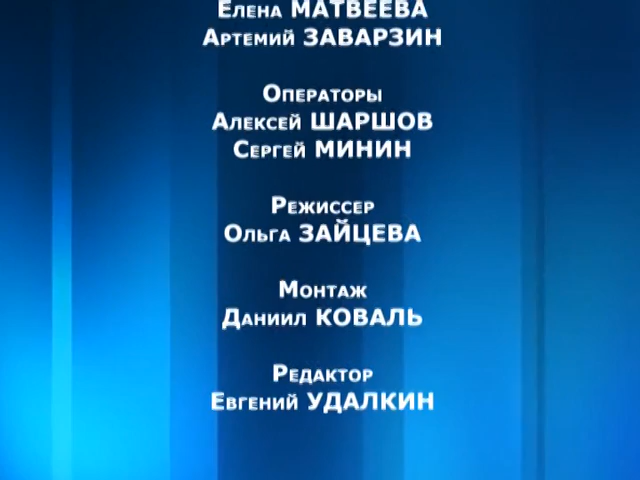 Елена МАТВЕЕВА
Артемий ЗАВАРЗИН
Операторы
Алексей ШАРШОВ
Сергей МИНИН
Режиссер
Ольга ЗАЙЦЕВА
Монтаж
Даниил КОВАЛЬ
Редактор
Евгений УДАЛКИН